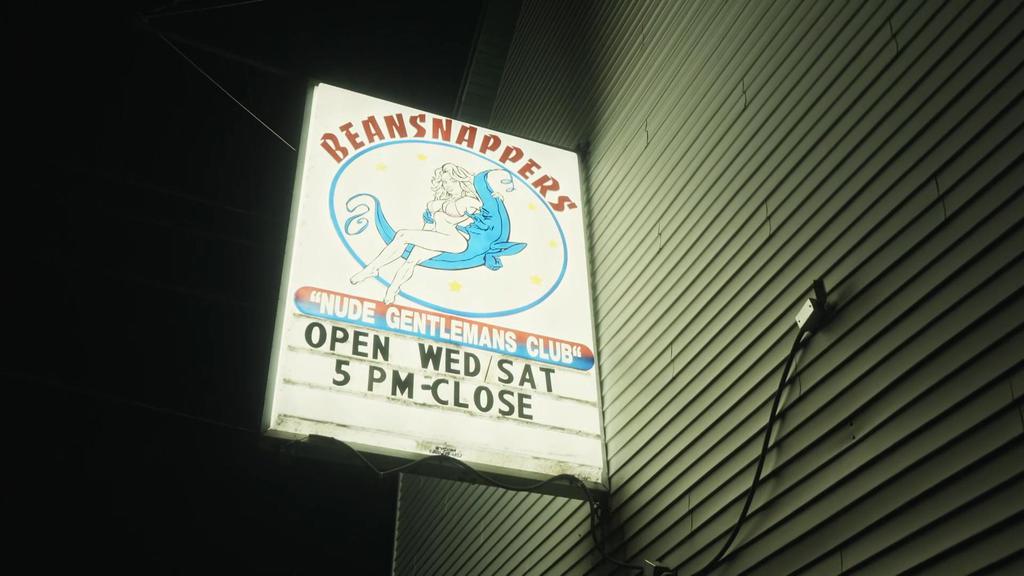 BEANSNAPPERS
"NUDE GENTLEMANS CLUB"
OPEN WED/SAT
5 PM-CLOSE